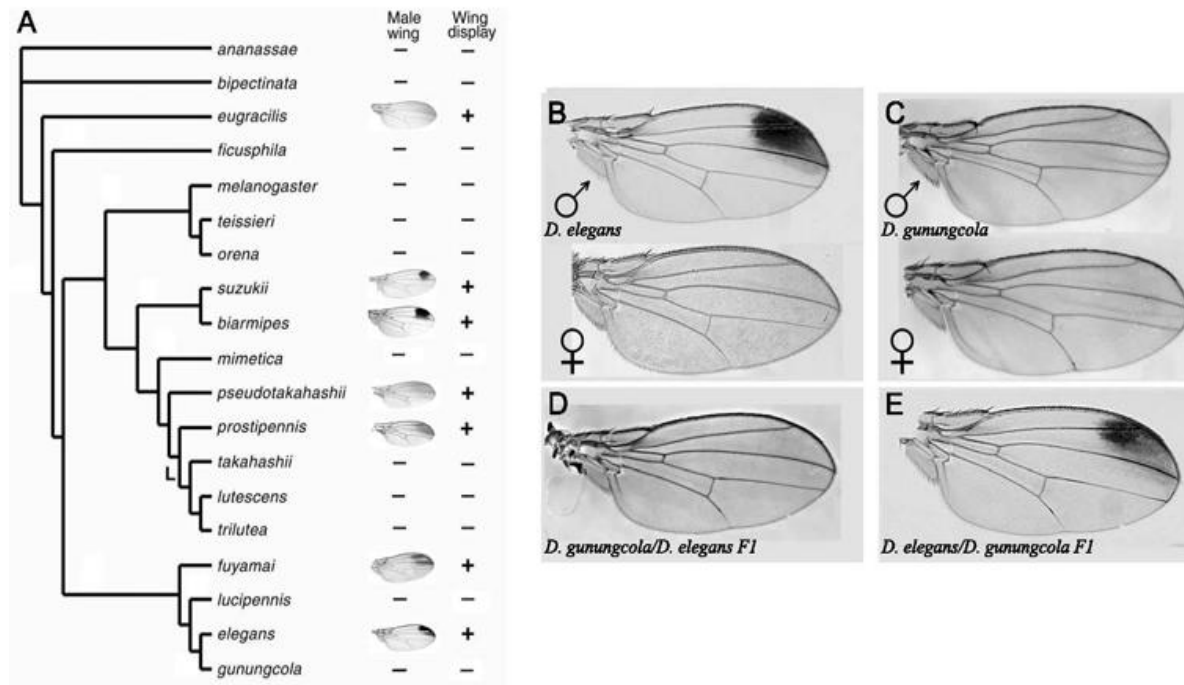 A
Male wing
Wing display
ananassae − −
bipectinata − −
eugracilis +
ficusphila − −
melanogaster − −
teissieri − −
orena − −
suzukii +
biarmipes +
mimetica − −
pseudotakahashii +
prostipennis +
takahashii − −
lutescens − −
trilutea − −
fuyamai +
lucipennis − −
elegans +
gunungcola − −
B
♂
D. elegans
♀
C
♂
D. gunungcola
♀
D
D. gunungcola/D. elegans F1
E
D. elegans/D. gunungcola F1